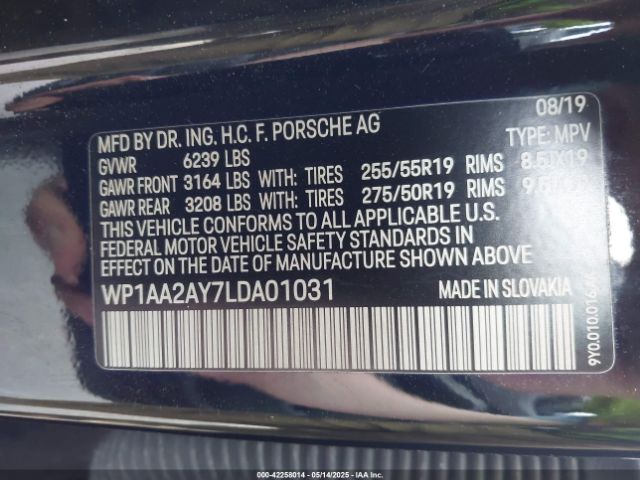 08/19
MFD BY DR. ING. H.C. F. PORSCHE AG TYPE: MPV
GVWR 6239 LBS
GAWR FRONT 3164 LBS WITH: TIRES 255/55R19 RIMS 8.5JX19
GAWR REAR 3208 LBS WITH: TIRES 275/50R19 RIMS
THIS VEHICLE CONFORMS TO ALL APPLICABLE U.S.
FEDERAL MOTOR VEHICLE SAFETY STANDARDS IN
EFFECT ON THE DATE OF MANUFACTURE SHOWN ABOVE
WP1AA2AY7LDA01031 MADE IN SLOVAKIA
000-42258014 - 05/14/2025 - IAA Inc.